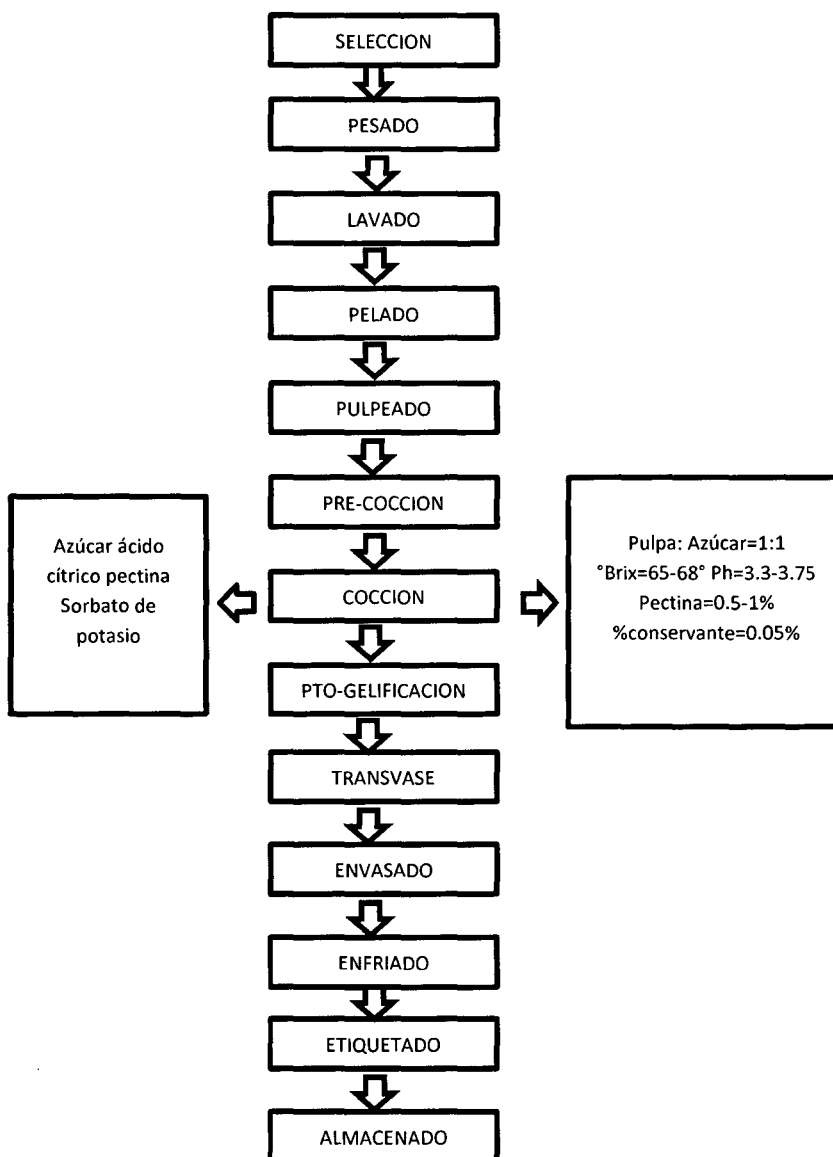 SELECCION
PESADO
LAVADO
PELADO
PULPEADO
PRE-COCCION
Azúcar ácido
cítrico pectina
Sorbato de
potasio
COCCION
Pulpa: Azúcar=1:1
°Brix=65-68° Ph=3.3-3.75
Pectina=0.5-1%
%conservante=0.05%
PTO-GELIFICACION
TRANSVASE
ENVASADO
ENFRIADO
ETIQUETADO
ALMACENADO